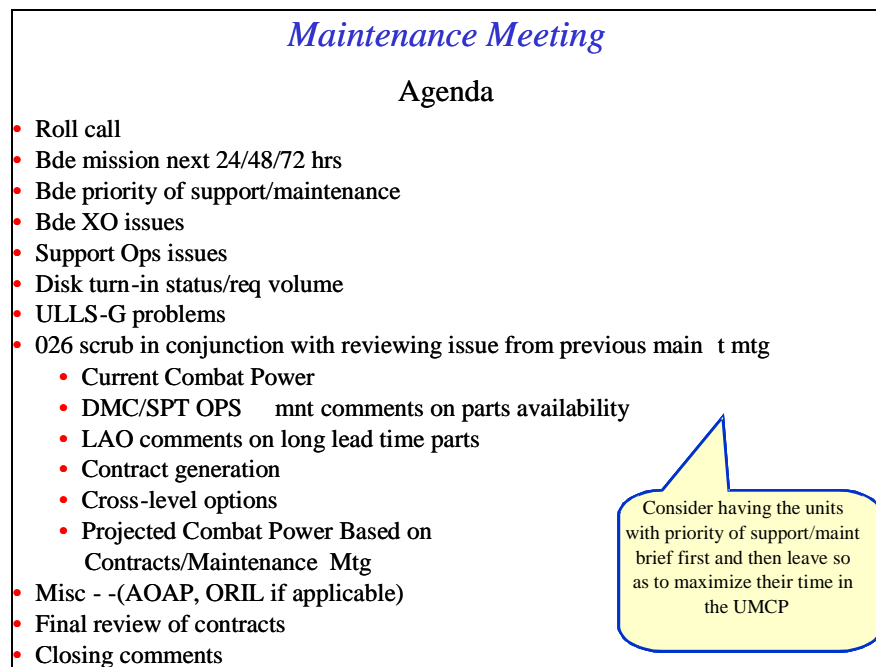 Maintenance Meeting
Agenda
• Roll call
• Bde mission next 24/48/72 hrs
• Bde priority of support/maintenance
• Bde XO issues
• Support Ops issues
• Disk turn-in status/req volume
• ULLS-G problems
• 026 scrub in conjunction with reviewing issue from previous main t mtg
• Current Combat Power
• DMC/SPT OPS mnt comments on parts availability
• LAO comments on long lead time parts
• Contract generation
• Cross-level options
• Projected Combat Power Based on
Contracts/Maintenance Mtg
• Misc - -(AOAP, ORIL if applicable)
• Final review of contracts
• Closing comments
Consider having the units
with priority of support/maint
brief first and then leave so
as to maximize their time in
the UMCP